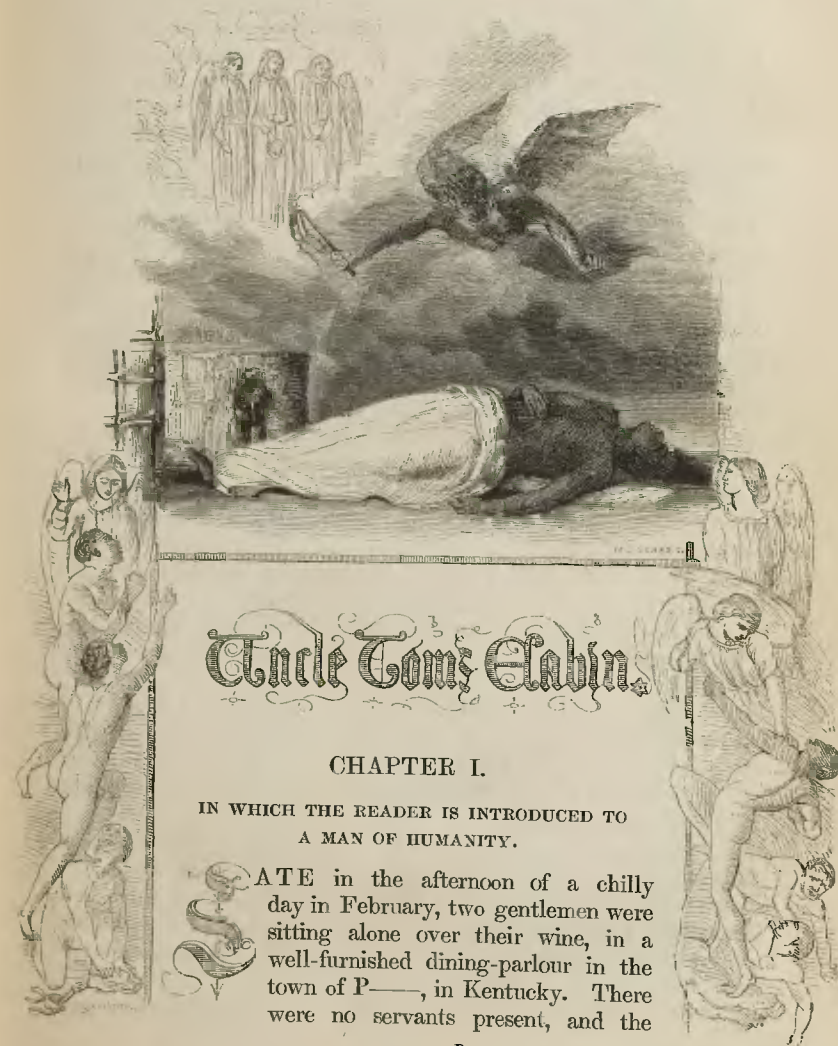 Uncle Tom's Cabin.
CHAPTER I.
IN WHICH THE READER IS INTRODUCED TO
A MAN OF HUMANITY.
LATE in the afternoon of a chilly
day in February, two gentlemen were
sitting alone over their wine, in a
well-furnished dining-parlour in the
town of P——, in Kentucky. There
were no servants present, and the